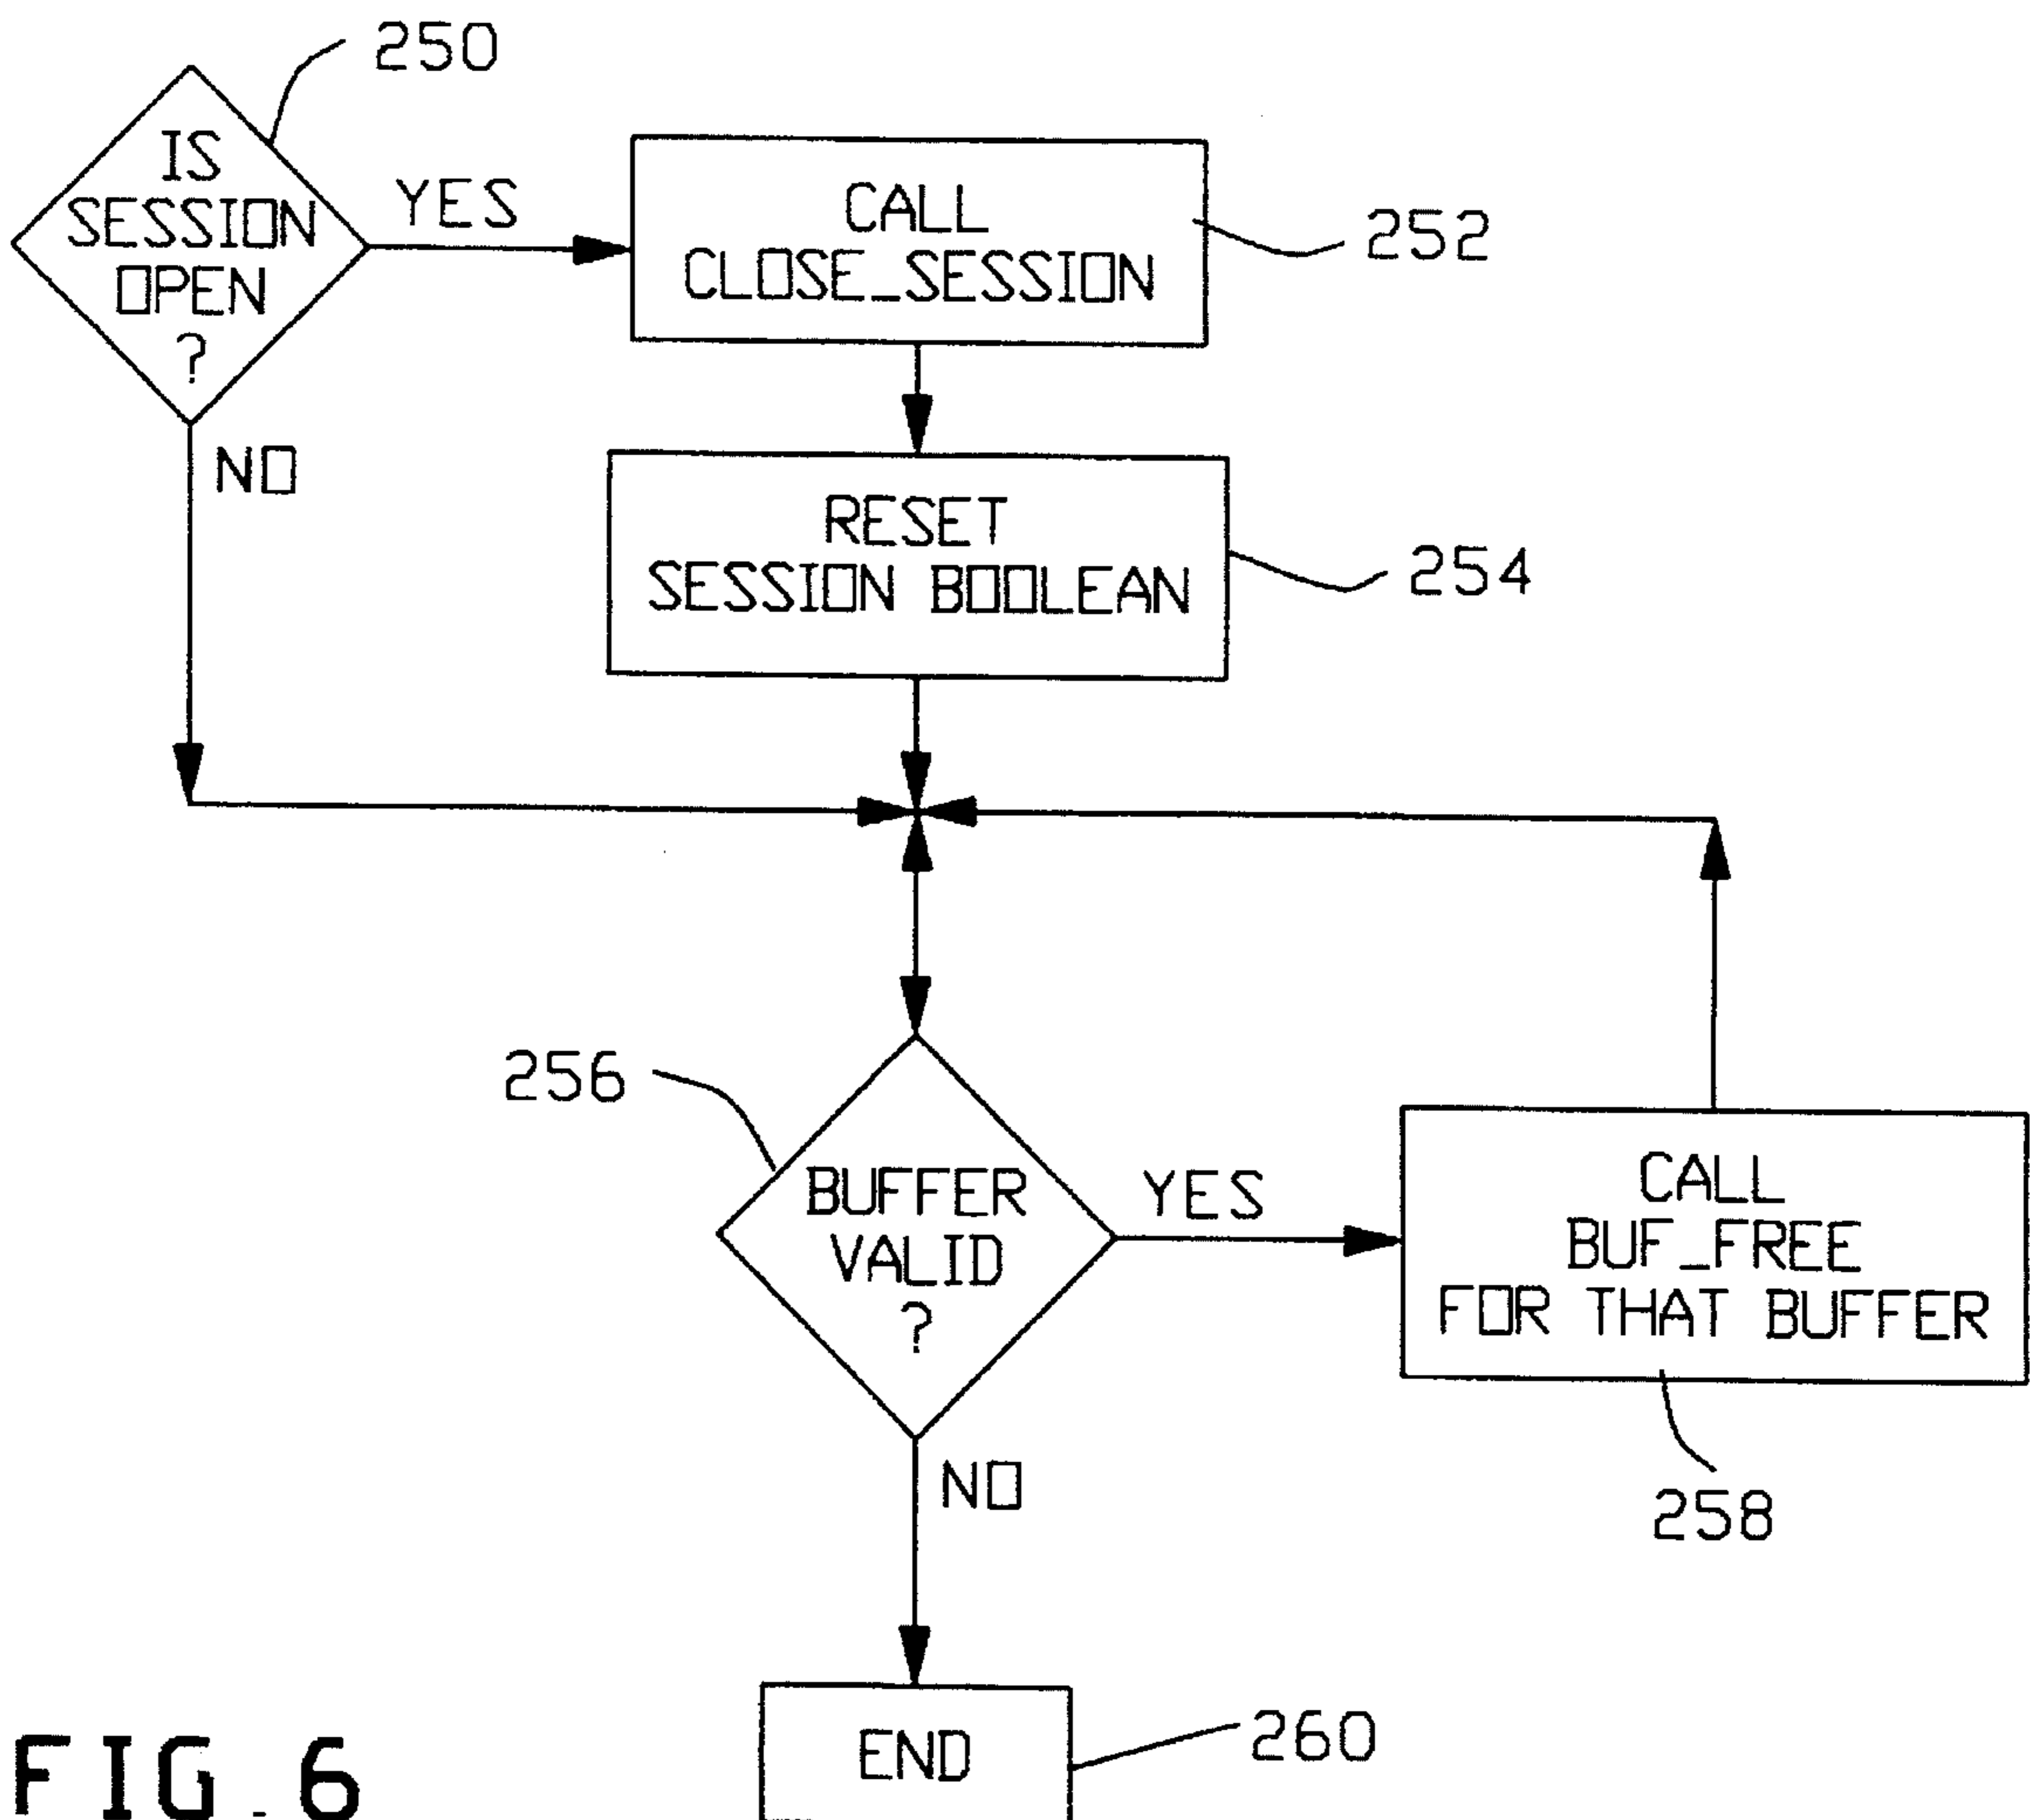 250
IS
SESSION
OPEN
?
YES
CALL
CLOSE_SESSION
252
NO
RESET
SESSION BOOLEAN
254
256
BUFFER
VALID
?
YES
CALL
BUF_FREE
FOR THAT BUFFER
258
NO
END
260
FIG. 6